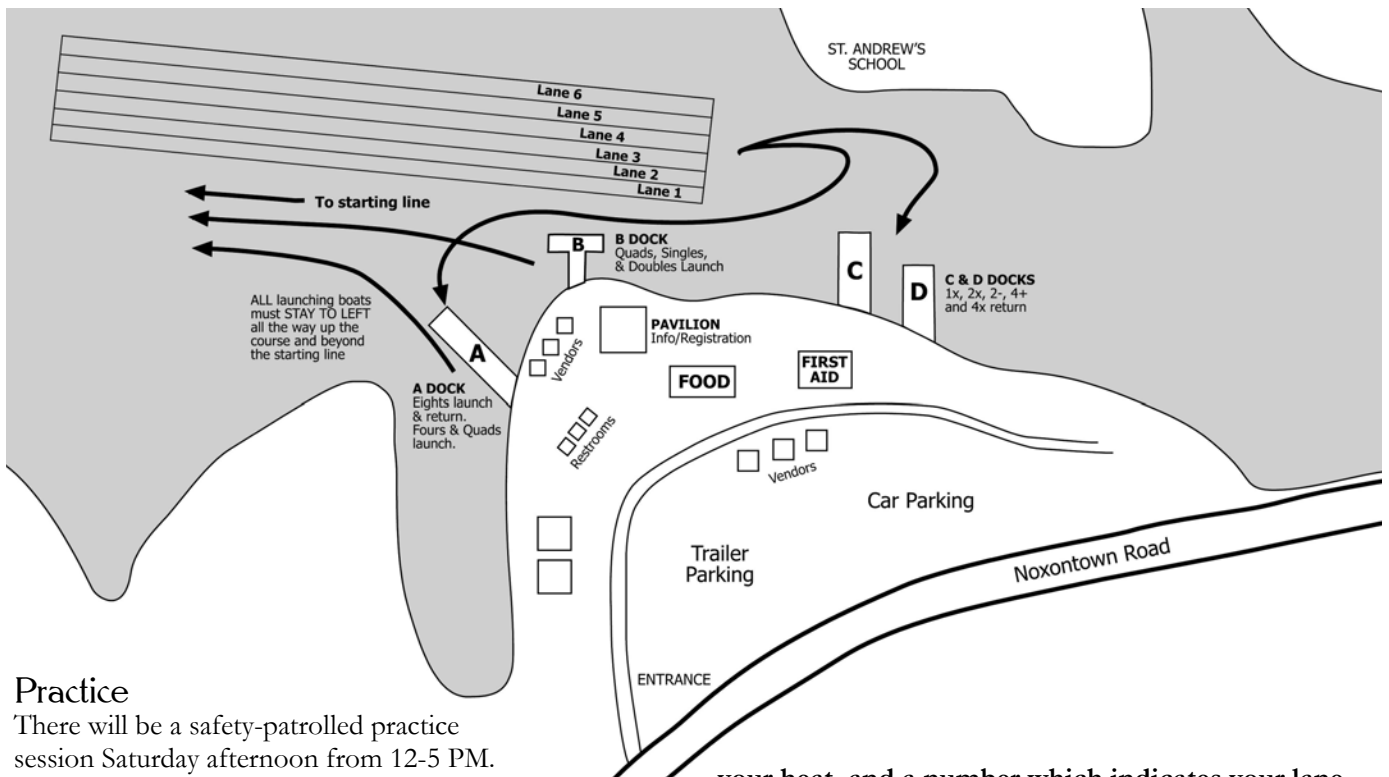 ST. ANDREW'S
SCHOOL
Lane 6
Lane 5
Lane 4
Lane 3
Lane 2
Lane 1
To starting line
B
B DOCK
Quads, Singles,
& Doubles Launch
C
D
C & D DOCKS
1x, 2x, 2-, 4+
and 4x return
ALL launching boats
must STAY TO LEFT
all the way up the
course and beyond
the starting line
A
A DOCK
Eights launch
& return.
Fours & Quads
launch.
Vendors
PAVILION
Info/Registration
FOOD
FIRST
AID
Restrooms
Vendors
Car Parking
Trailer
Parking
Noxontown Road
ENTRANCE
Practice
There will be a safety-patrolled practice
session Saturday afternoon from 12-5 PM.